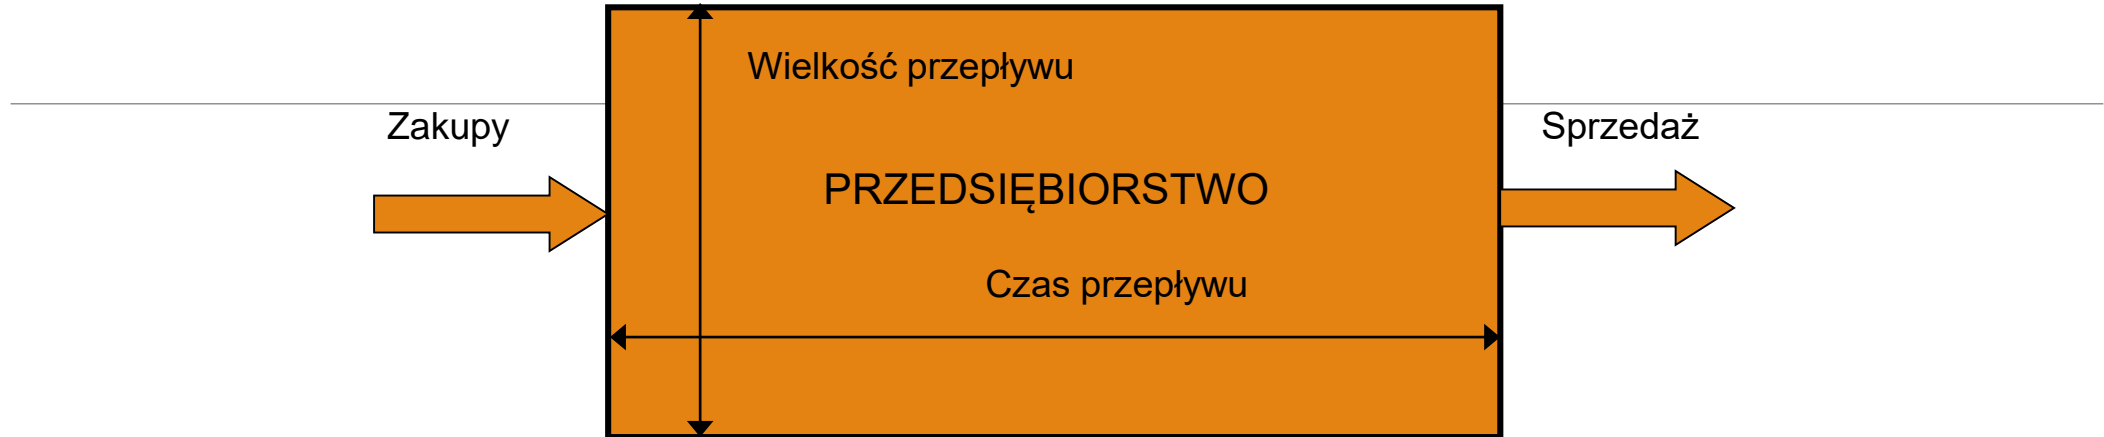 Wielkość przepływu
Zakupy
Sprzedaż
PRZEDSIĘBIORSTWO
Czas przepływu